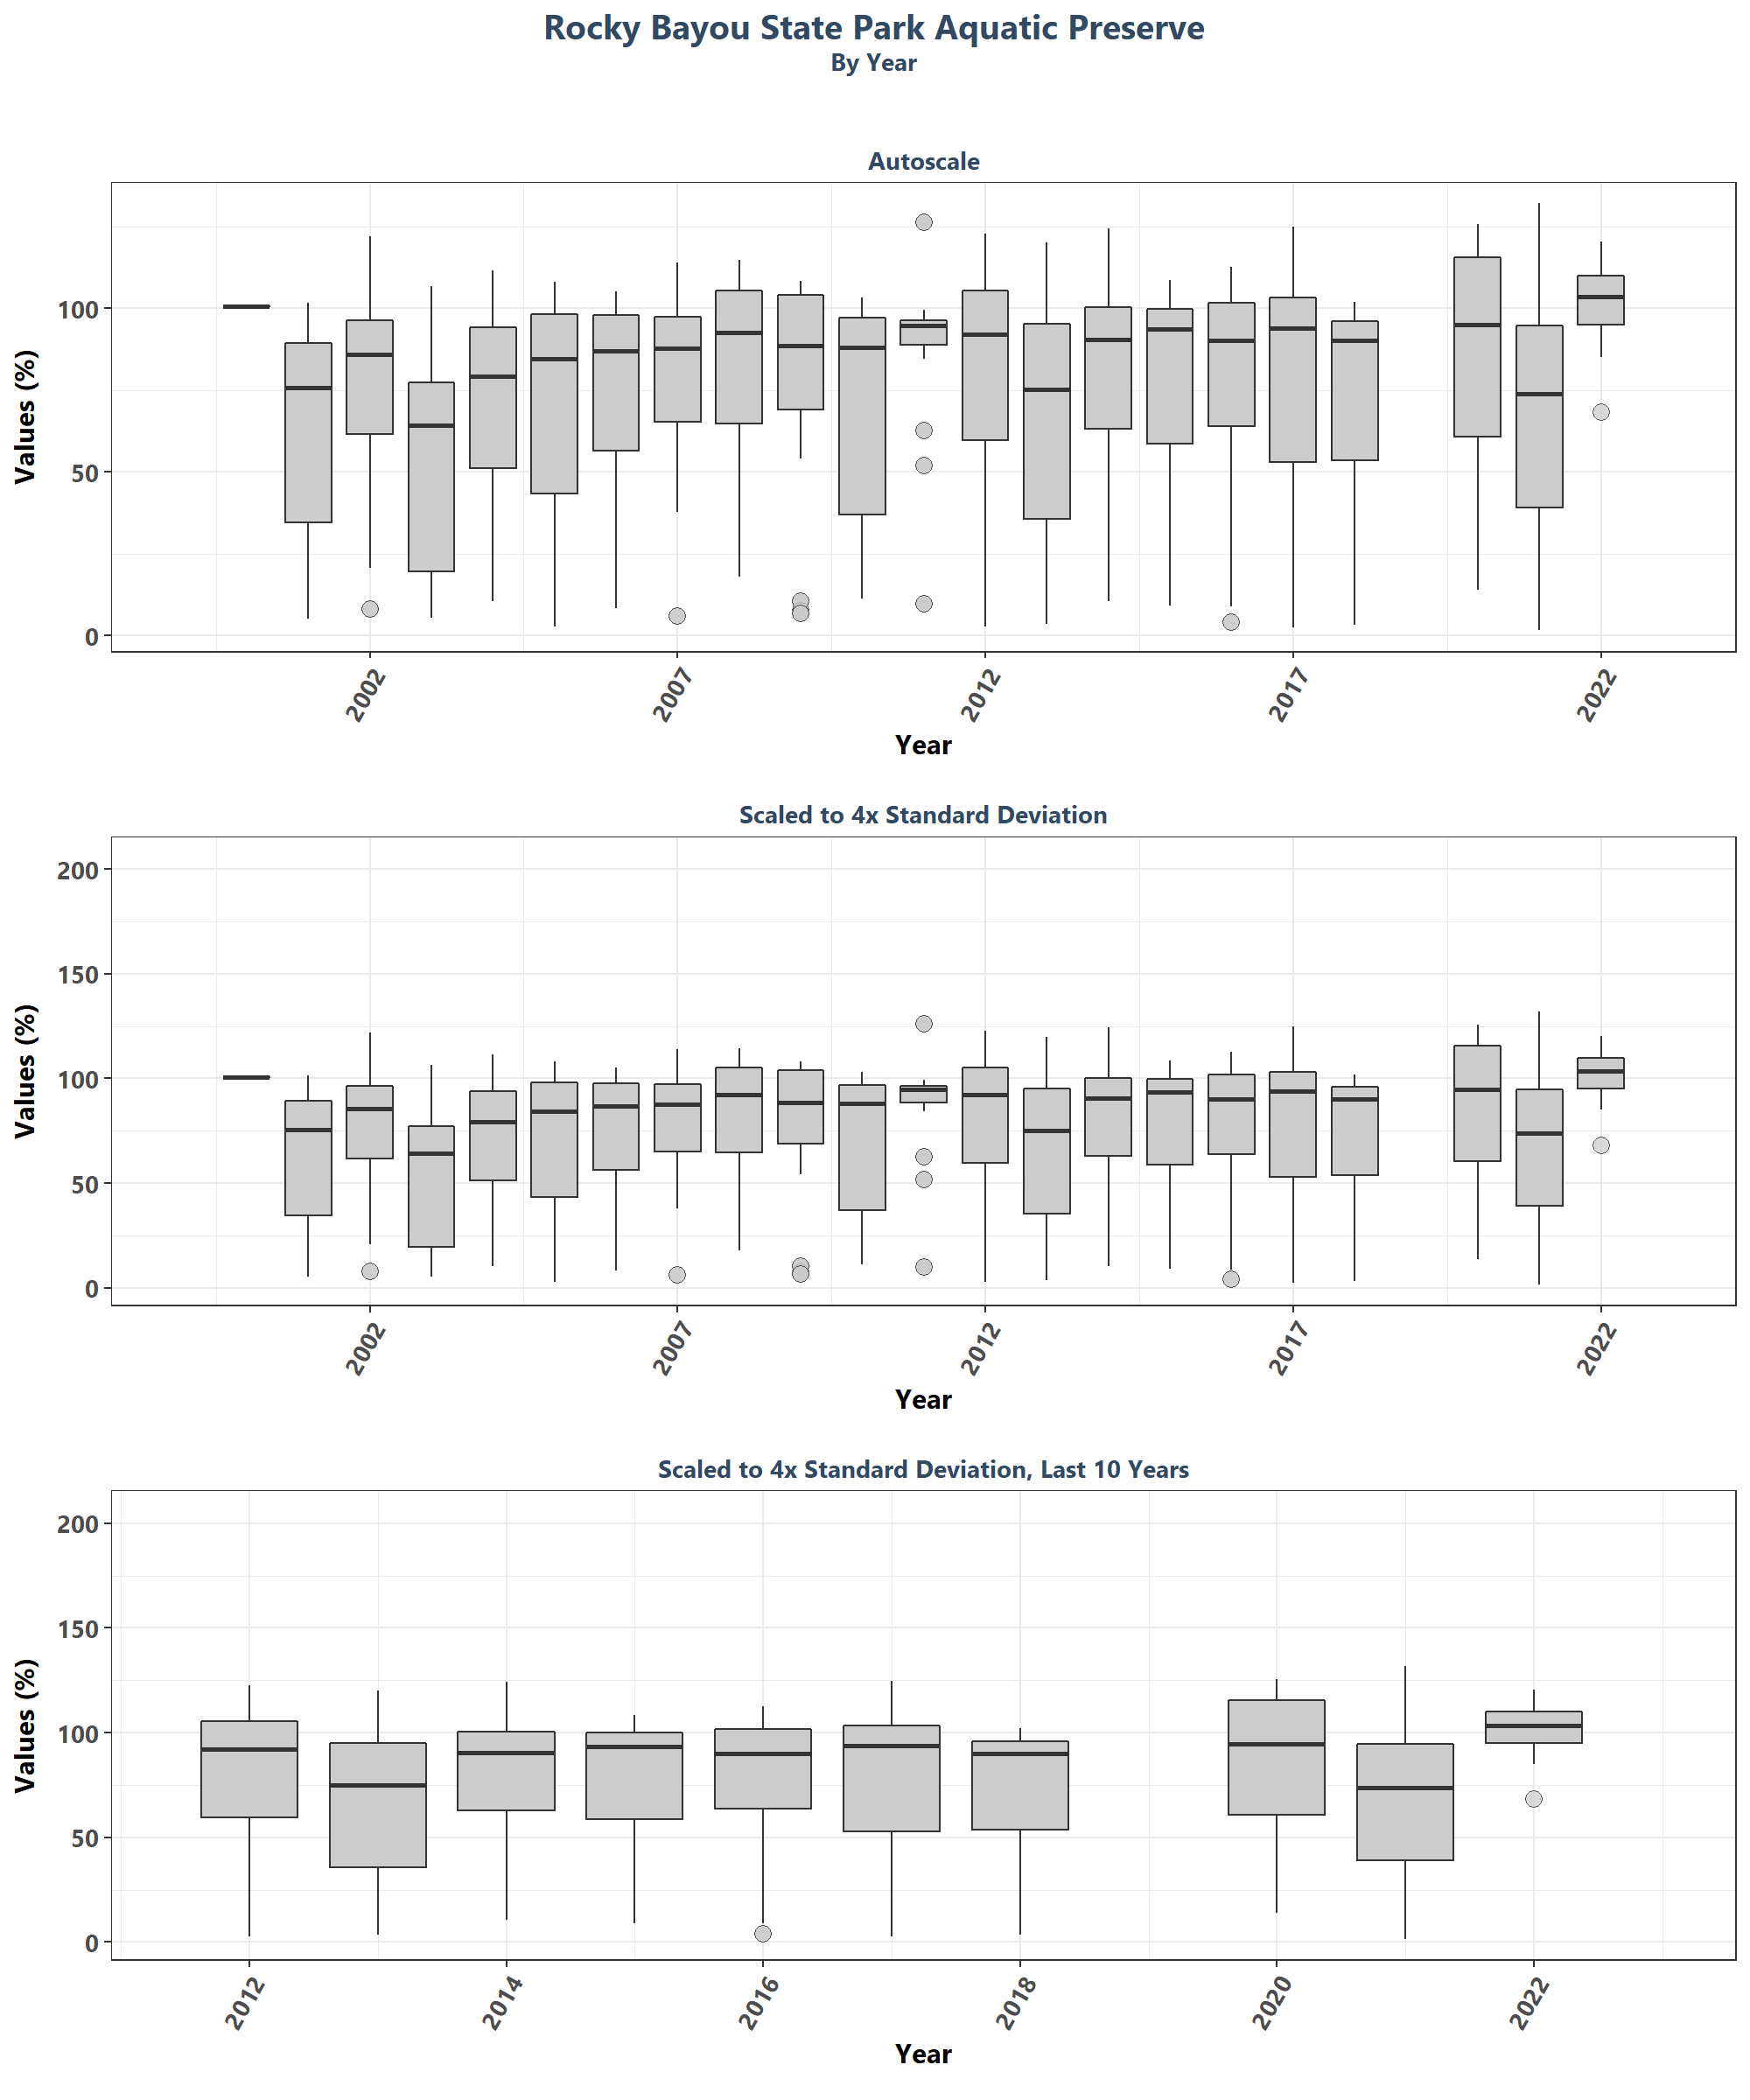 Rocky Bayou State Park Aquatic Preserve
By Year
Autoscale
Values (%)
100
50
0
2002 2007 2012 2017 2022
Year
Scaled to 4x Standard Deviation
Values (%)
200
150
100
50
0
2002 2007 2012 2017 2022
Year
Scaled to 4x Standard Deviation, Last 10 Years
Values (%)
200
150
100
50
0
2012 2014 2016 2018 2020 2022
Year